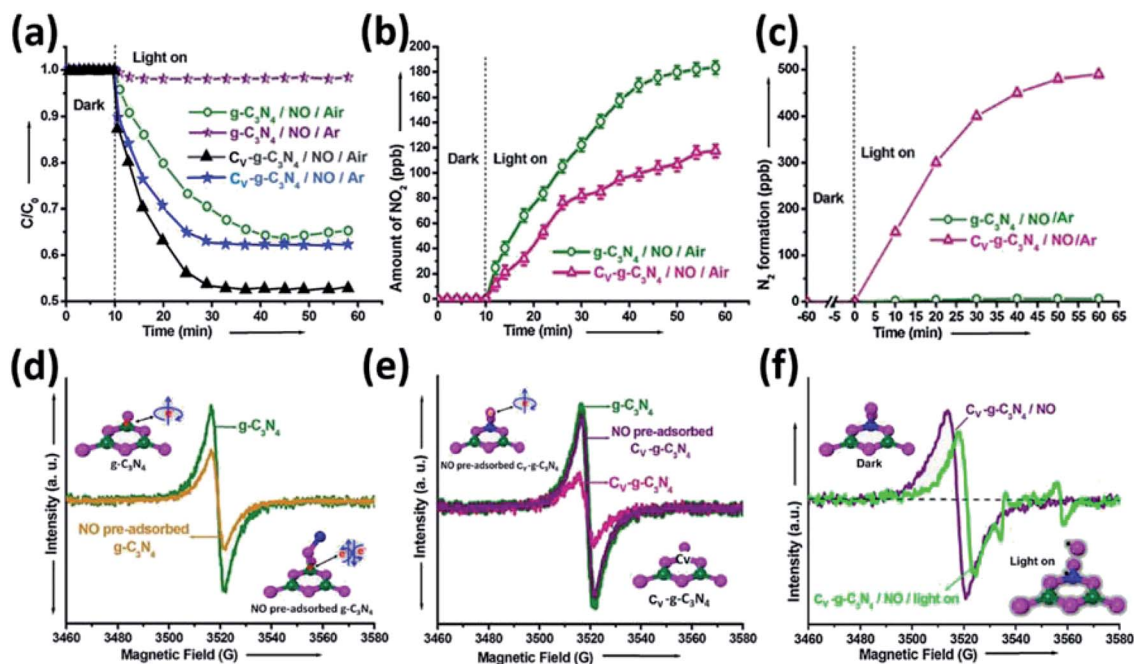 (a)
Light on
Dark
g-C₃N₄ / NO / Air
g-C₃N₄ / NO / Ar
Cᵥ-g-C₃N₄ / NO / Air
Cᵥ-g-C₃N₄ / NO / Ar
C/C₀
1.0
0.9
0.8
0.7
0.6
0.5
0 10 20 30 40 50 60
Time (min)
(b)
Dark
Light on
g-C₃N₄ / NO / Air
Cᵥ-g-C₃N₄ / NO / Air
Amount of NO₂ (ppb)
200
180
160
140
120
100
80
60
40
20
0
0 10 20 30 40 50 60
Time (min)
(c)
Light on
Dark
g-C₃N₄ / NO/Ar
Cᵥ-g-C₃N₄ / NO/Ar
N₂ formation (ppb)
500
400
300
200
100
0
-60 -5 0 5 10 15 20 25 30 35 40 45 50 55 60 65
Time (min)
(d)
e
g-C₃N₄
g-C₃N₄
NO pre-adsorbed
g-C₃N₄
e e
NO pre-adsorbed g-C₃N₄
Intensity (a. u.)
3460 3480 3500 3520 3540 3560 3580
Magnetic Field (G)
(e)
e
NO pre-adsorbed Cᵥ-g-C₃N₄
g-C₃N₄
NO pre-adsorbed
Cᵥ-g-C₃N₄
Cᵥ-g-C₃N₄
Cv
Cᵥ-g-C₃N₄
Intensity (a. u.)
3460 3480 3500 3520 3540 3560 3580
Magnetic Field (G)
(f)
Cᵥ-g-C₃N₄ / NO
Dark
Light on
Cᵥ-g-C₃N₄ / NO / light on
Intensity (a.u.)
3460 3480 3500 3520 3540 3560 3580
Magnetic Field (G)